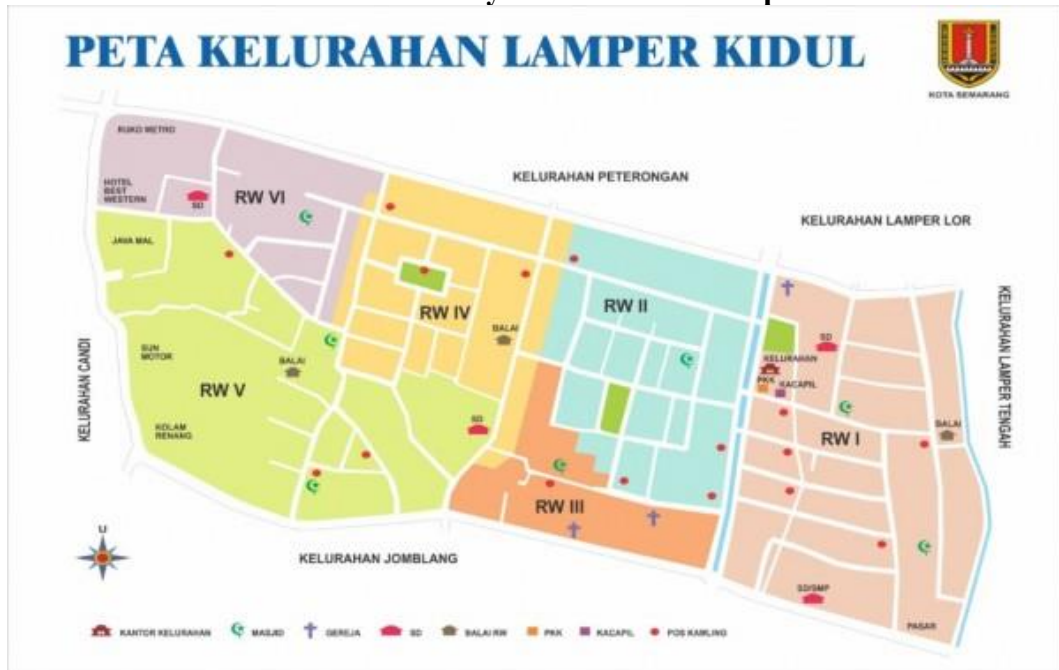 PETA KELURAHAN LAMPER KIDUL
KOTA SEMARANG
RUKO METRO
KELURAHAN PETERONGAN
HOTEL
BEST
WESTERN
SD
RW VI
KELURAHAN LAMPER LOR
JAVA MAL
RW IV
RW II
KELURAHAN LAMPER TENGAH
KELURAHAN CANDI
SUN
MOTOR
BALAI
BALAI
SD
KELURAHAN
PKK
KACAPIL
RW V
KOLAM
RENANG
SD
RW I
BALAI
RW III
U
KELURAHAN JOMBLANG
SD/SMP
PASAR
KANTOR KELURAHAN
MASJID
GEREJA
SD
BALAI RW
PKK
KACAPIL
POS KAMLING